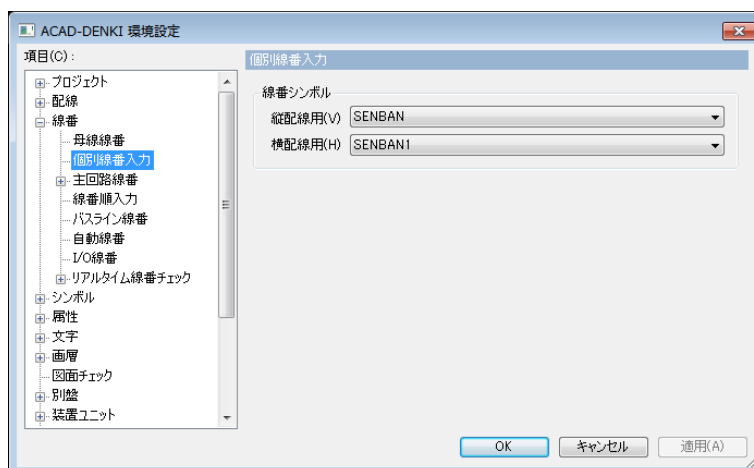 ACAD-DENKI 環境設定
項目(C):
プロジェクト
配線
線番
母線線番
個別線番入力
主回路線番
線番順入力
バスライン線番
自動線番
I/O線番
リアルタイム線番チェック
シンボル
属性
文字
画層
図面チェック
別盤
装置ユニット
個別線番入力
線番シンボル
縦配線用(V) SENBAN
横配線用(H) SENBAN1
OK キャンセル 適用(A)